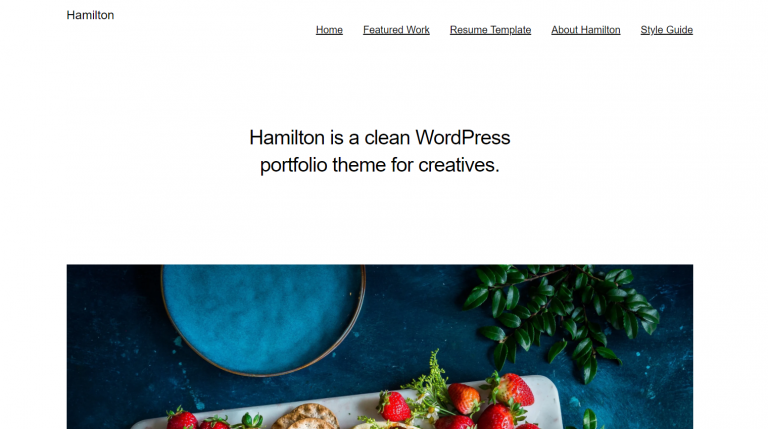 Hamilton
Home Featured Work Resume Template About Hamilton Style Guide
Hamilton is a clean WordPress
portfolio theme for creatives.